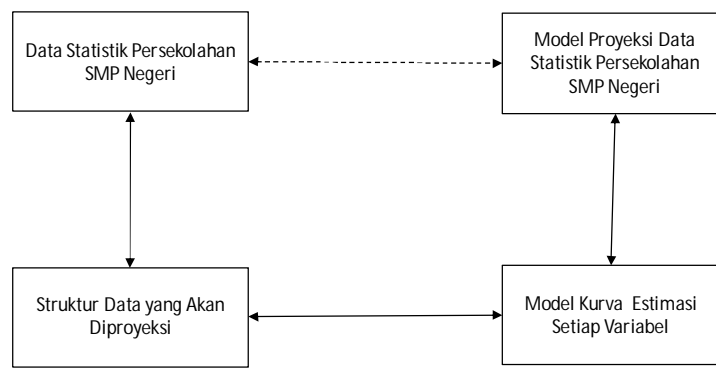 Data Statistik Persekolahan
SMP Negeri
Model Proyeksi Data
Statistik Persekolahan
SMP Negeri
Struktur Data yang Akan
Diproyeksi
Model Kurva Estimasi
Setiap Variabel